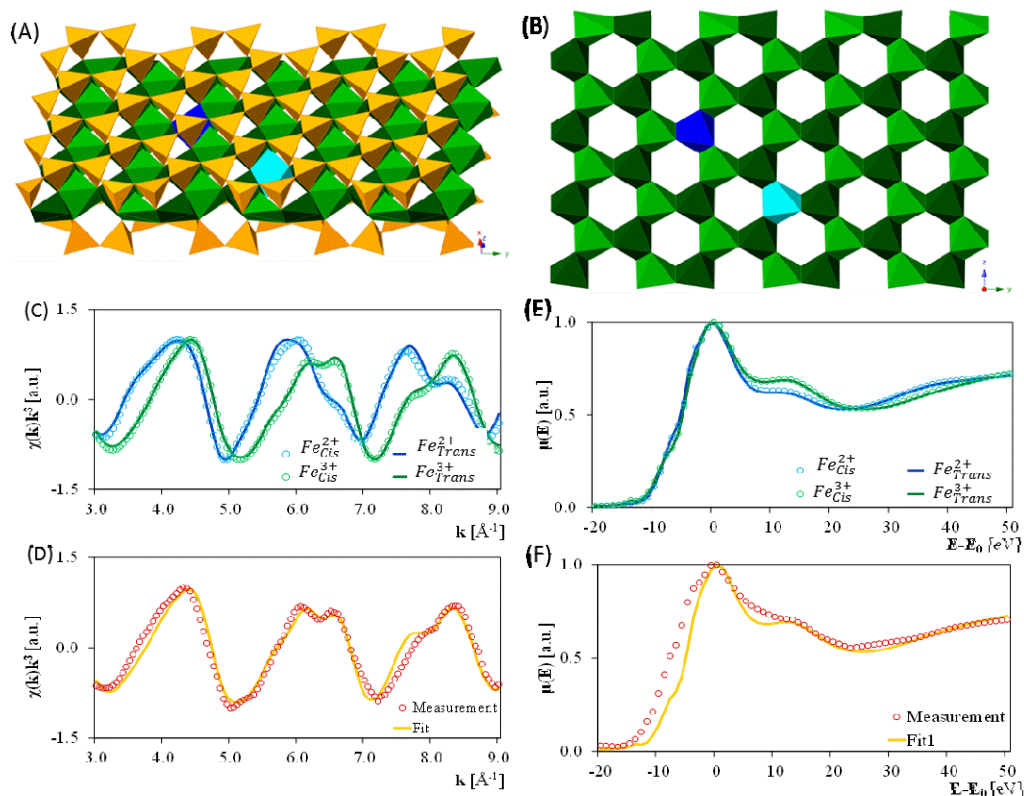 (A)
x
z
y
(B)
z
x
y
(C)
1.5
0.0
-1.5
χ(k)k³ [a.u.]
Fe²⁺Cis Fe²⁺Trans
Fe³⁺Cis Fe³⁺Trans
3.0 4.0 5.0 6.0 7.0 8.0 9.0
k [Å⁻¹]
(E)
1.0
0.5
0.0
μ(E) [a.u.]
Fe²⁺Cis Fe²⁺Trans
Fe³⁺Cis Fe³⁺Trans
-20 -10 0 10 20 30 40 50
E-E₀ [eV]
(D)
1.5
0.0
-1.5
χ(k)k³ [a.u.]
Measurement
Fit
3.0 4.0 5.0 6.0 7.0 8.0 9.0
k [Å⁻¹]
(F)
1.0
0.5
0.0
μ(E) [a.u.]
Measurement
Fit1
-20 -10 0 10 20 30 40 50
E-E₀ [eV]